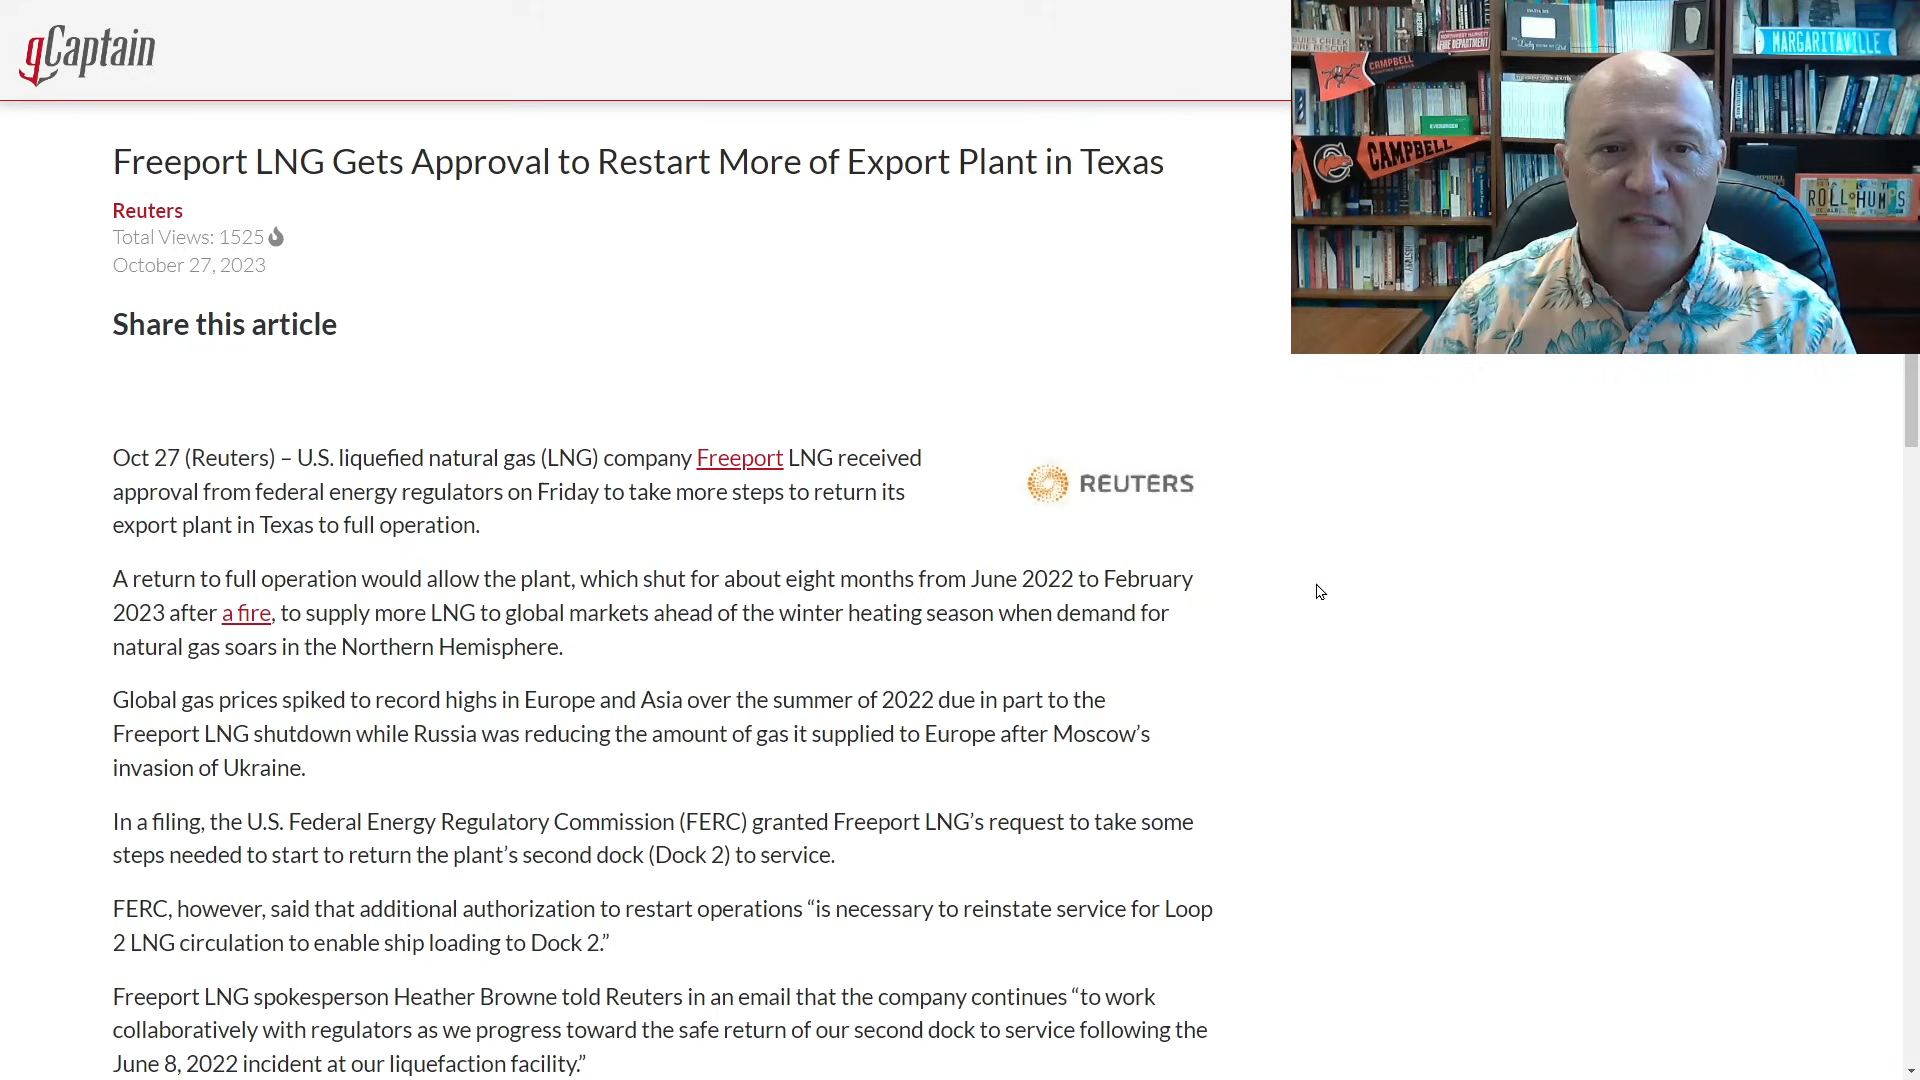 gCaptain
Freeport LNG Gets Approval to Restart More of Export Plant in Texas
Reuters
Total Views: 1525
October 27, 2023
Share this article
Oct 27 (Reuters) – U.S. liquefied natural gas (LNG) company Freeport LNG received
approval from federal energy regulators on Friday to take more steps to return its
export plant in Texas to full operation.
REUTERS
A return to full operation would allow the plant, which shut for about eight months from June 2022 to February
2023 after a fire, to supply more LNG to global markets ahead of the winter heating season when demand for
natural gas soars in the Northern Hemisphere.
Global gas prices spiked to record highs in Europe and Asia over the summer of 2022 due in part to the
Freeport LNG shutdown while Russia was reducing the amount of gas it supplied to Europe after Moscow’s
invasion of Ukraine.
In a filing, the U.S. Federal Energy Regulatory Commission (FERC) granted Freeport LNG’s request to take some
steps needed to start to return the plant’s second dock (Dock 2) to service.
FERC, however, said that additional authorization to restart operations “is necessary to reinstate service for Loop
2 LNG circulation to enable ship loading to Dock 2.”
Freeport LNG spokesperson Heather Browne told Reuters in an email that the company continues “to work
collaboratively with regulators as we progress toward the safe return of our second dock to service following the
June 8, 2022 incident at our liquefaction facility.”
BUIES CREEK
FIRE RESCUE
FIRE DEPARTMENT
MARGARITAVILLE
CAMPBELL
EVERGREEN
CAMPBELL
ROLL HUMPS
HISTORY